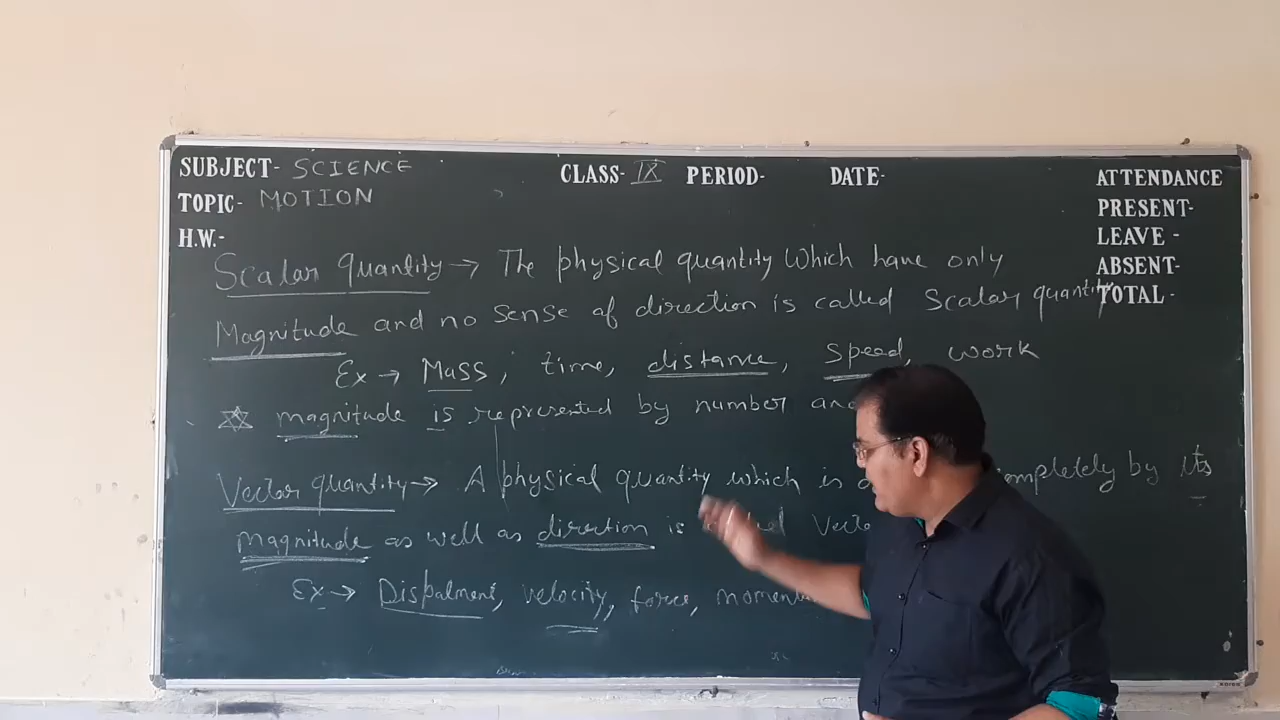 SUBJECT- SCIENCE CLASS- IX PERIOD- DATE- ATTENDANCE
TOPIC- MOTION PRESENT-
H.W.- LEAVE -
ABSENT-
TOTAL -
Scalar quantity → The physical quantity which have only
Magnitude and no sense of direction is called Scalar quantity
Ex → Mass, time, distance, speed, work
magnitude is represented by number and
Vector quantity → A physical quantity which is completely by its
magnitude as well as direction is called Vector
Ex → Dispalment, velocity, force,